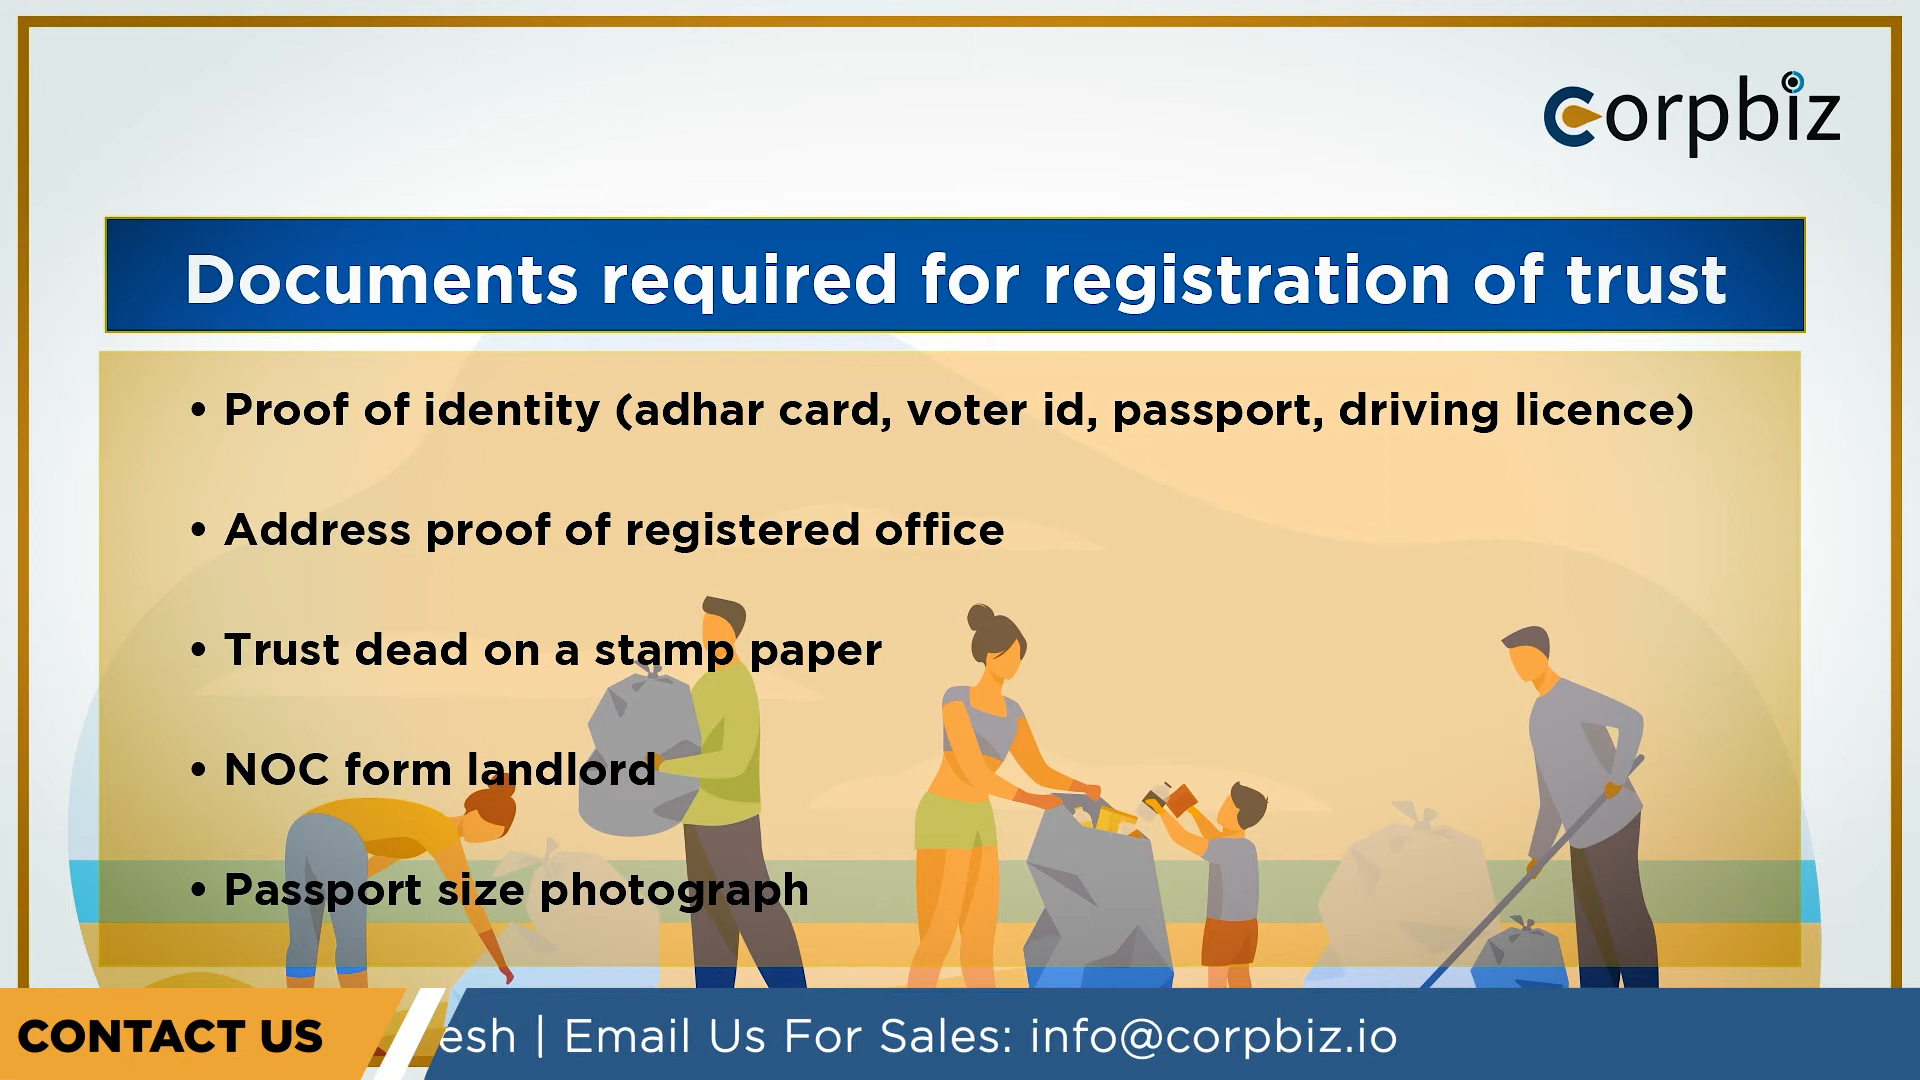 Corpbiz
Documents required for registration of trust
• Proof of identity (adhar card, voter id, passport, driving licence)
• Address proof of registered office
• Trust dead on a stamp paper
• NOC form landlord
• Passport size photograph
CONTACT US
esh | Email Us For Sales: info@corpbiz.io